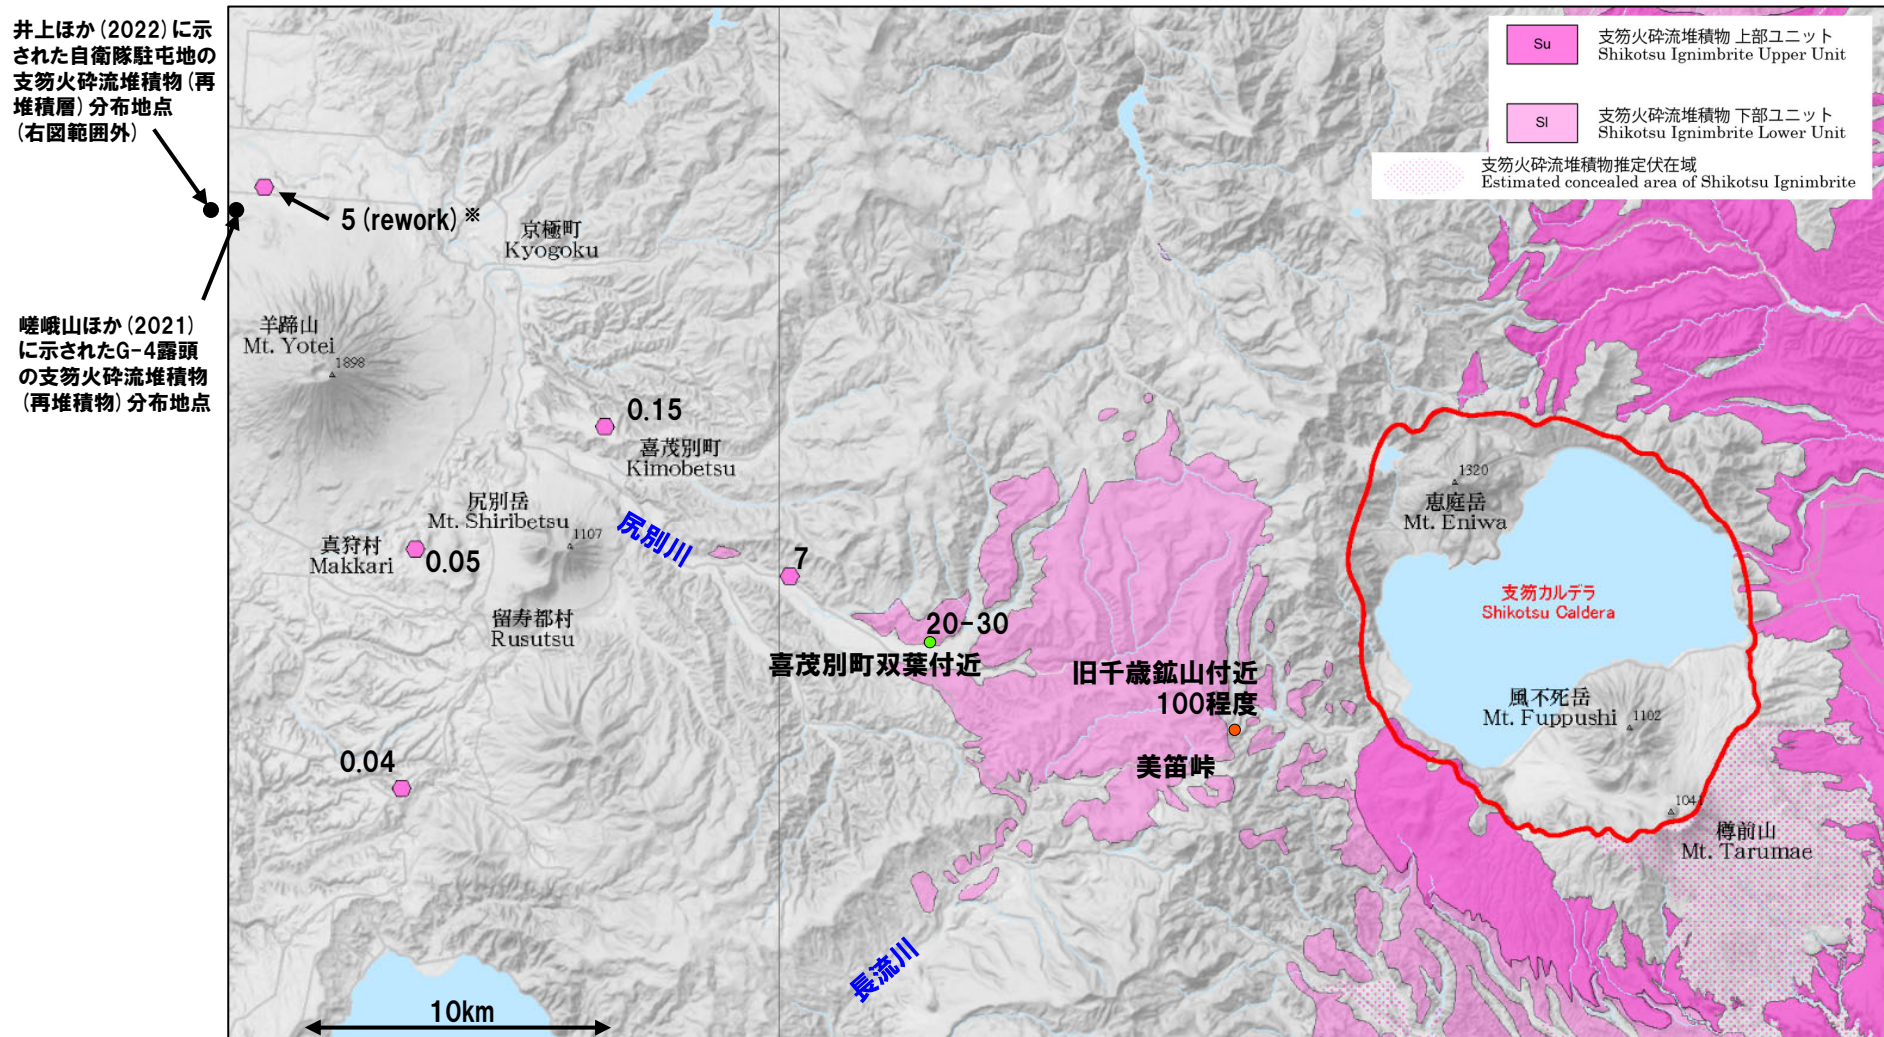 井上ほか(2022)に示
された自衛隊駐屯地の
支笏火砕流堆積物(再
堆積層)分布地点
(右図範囲外)
嵯峨山ほか(2021)
に示されたG-4露頭
の支笏火砕流堆積物
(再堆積物)分布地点
Su
支笏火砕流堆積物 上部ユニット
Shikotsu Ignimbrite Upper Unit
Sl
支笏火砕流堆積物 下部ユニット
Shikotsu Ignimbrite Lower Unit
支笏火砕流堆積物推定伏在域
Estimated concealed area of Shikotsu Ignimbrite
5(rework)※
京極町
Kyogoku
羊蹄山
Mt. Yotei
1898
0.15
喜茂別町
Kimobetsu
尻別岳
Mt. Shiribetsu
1107
尻別川
真狩村
Makkari
0.05
留寿都村
Rusutsu
7
20-30
喜茂別町双葉付近
旧千歳鉱山付近
100程度
美笛峠
0.04
1320
恵庭岳
Mt. Eniwa
支笏カルデラ
Shikotsu Caldera
風不死岳
Mt. Fuppushi
1102
1041
樽前山
Mt. Tarumae
長流川
10km